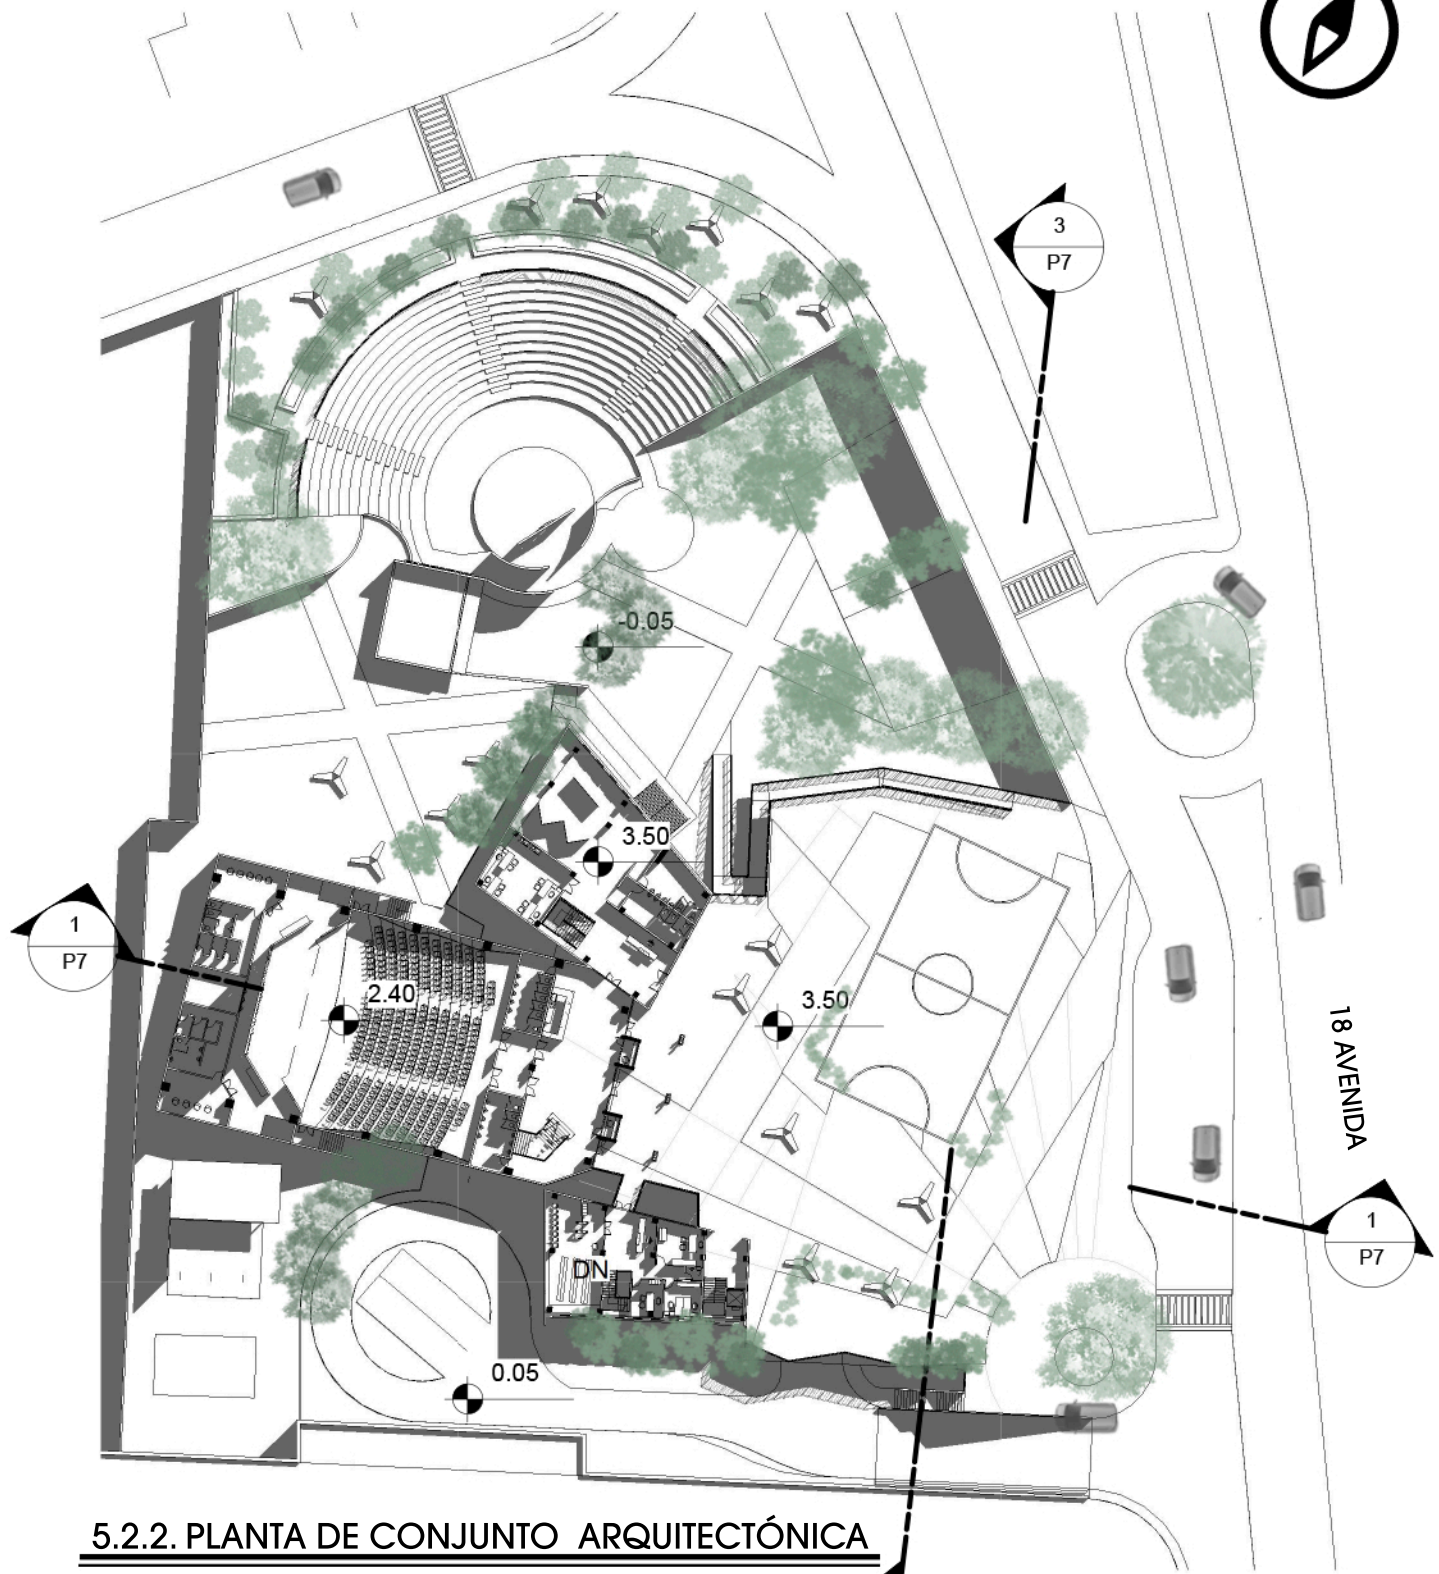 3
P7
-0.05
3.50
1
P7
2.40
3.50
18 AVENIDA
1
P7
DN
0.05
5.2.2. PLANTA DE CONJUNTO ARQUITECTÓNICA